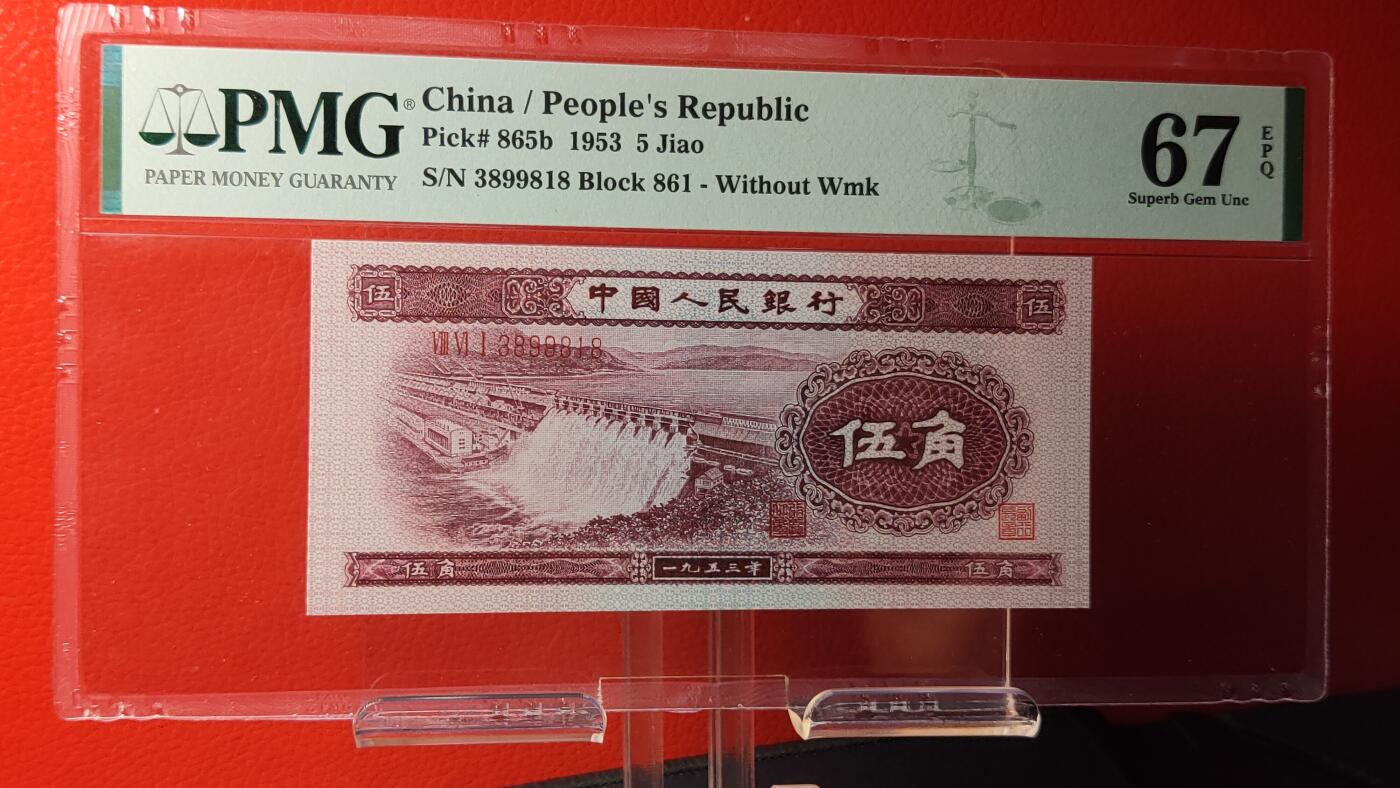 PMG®
PAPER MONEY GUARANTY
China / People's Republic
Pick# 865b 1953 5 Jiao
S/N 3899818 Block 861 - Without Wmk
67
EPQ
Superb Gem Unc
伍 中國人民銀行 伍
VIII VI I 3899818
伍角
伍角 一九五三年 伍角